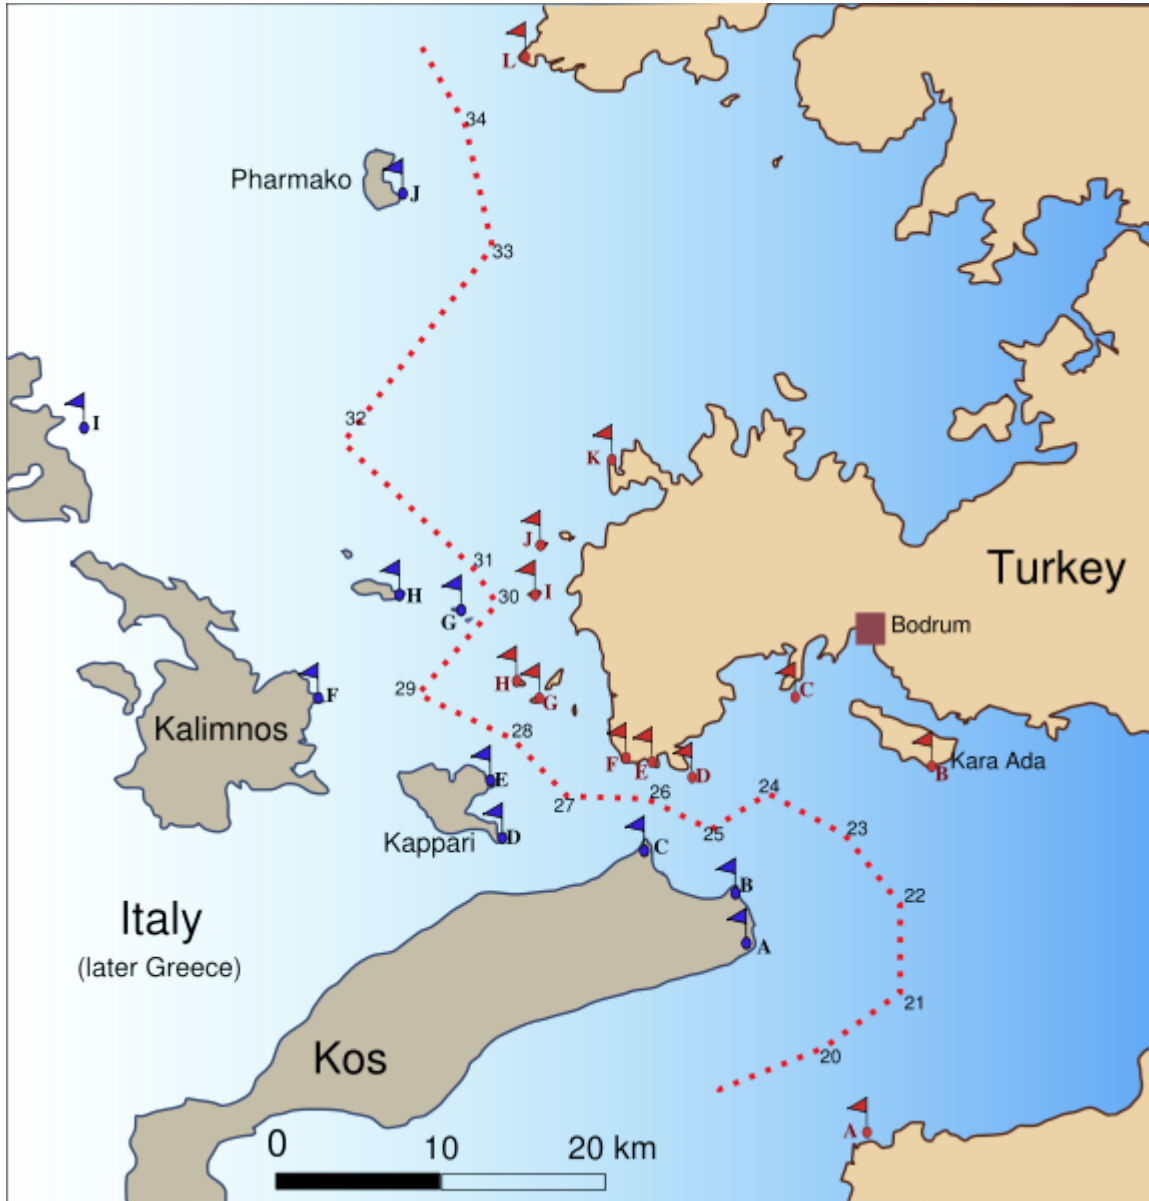 L
34
Pharmako
J
33
32
I
K
J
31
Turkey
H
30
I
G
Bodrum
H
29
F
G
C
Kalimnos
28
F
E
D
B
Kara Ada
E
24
27
26
Kappari
D
25
23
C
B
22
Italy
A
(later Greece)
21
20
Kos
A
0
10
20 km